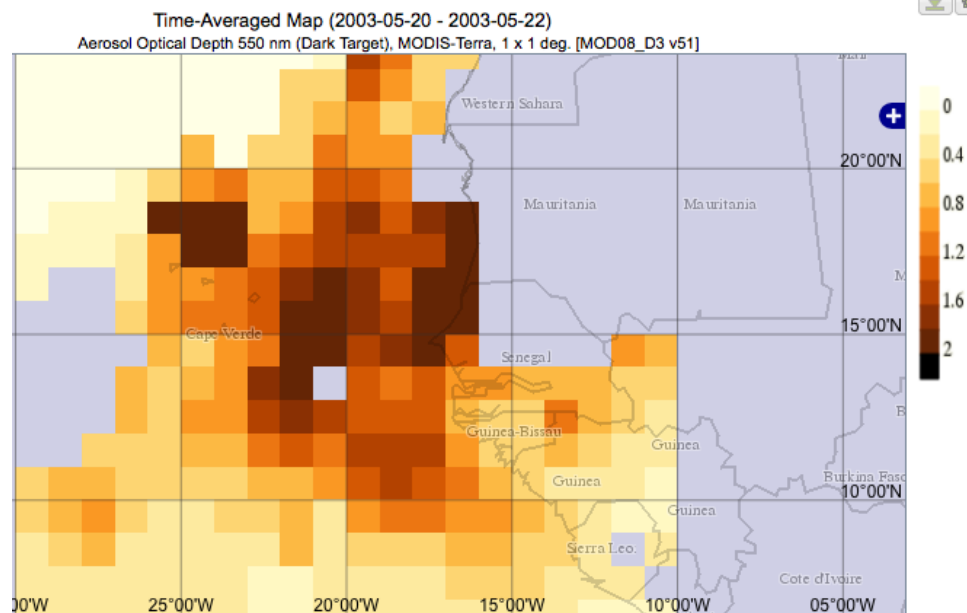 Time-Averaged Map (2003-05-20 - 2003-05-22)
Aerosol Optical Depth 550 nm (Dark Target), MODIS-Terra, 1 x 1 deg. [MOD08_D3 v51]
Western Sahara
0
0.4
0.8
1.2
1.6
2
20°00'N
Mauritania
Mauritania
Cape Verde
15°00'N
Senegal
Guinea-Bissau
Guinea
Guinea
Burkina Faso
10°00'N
Guinea
Sierra Leo.
Cote d'Ivoire
00'W
25°00'W
20°00'W
15°00'W
10°00'W
05°00'W